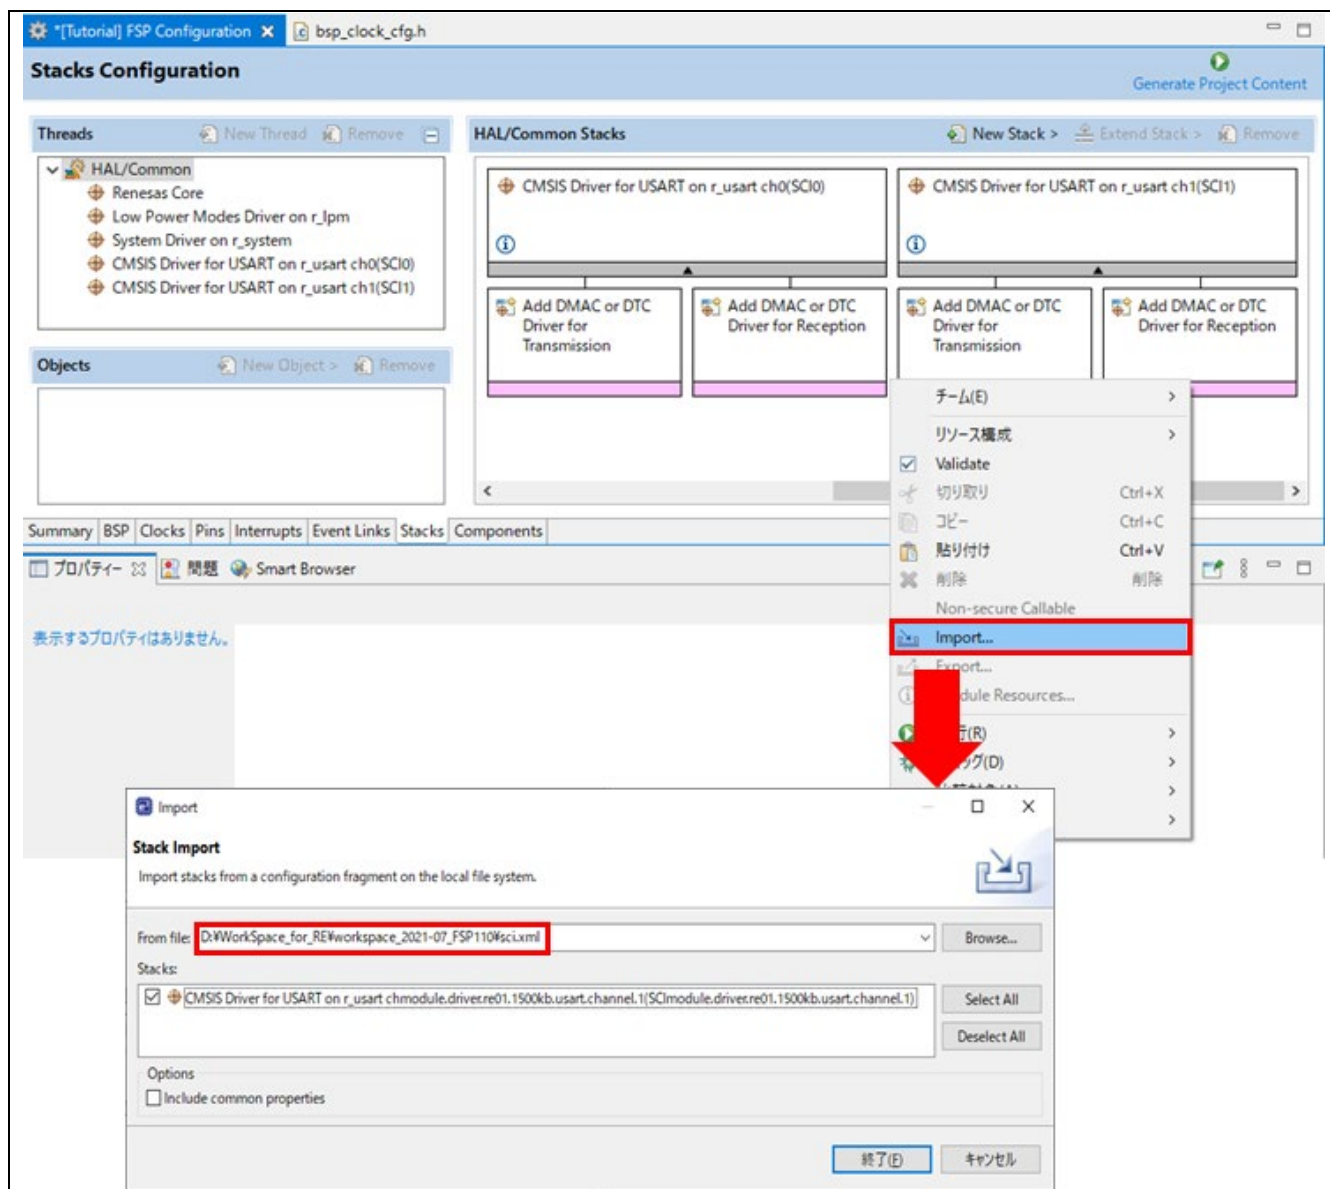 *[Tutorial] FSP Configuration
bsp_clock_cfg.h
Stacks Configuration
Generate Project Content
Threads
New Thread
Remove
HAL/Common Stacks
New Stack >
Extend Stack >
Remove
HAL/Common
Renesas Core
Low Power Modes Driver on r_lpm
System Driver on r_system
CMSIS Driver for USART on r_usart ch0(SCI0)
CMSIS Driver for USART on r_usart ch1(SCI1)
CMSIS Driver for USART on r_usart ch0(SCI0)
CMSIS Driver for USART on r_usart ch1(SCI1)
Add DMAC or DTC
Driver for
Transmission
Add DMAC or DTC
Driver for Reception
Add DMAC or DTC
Driver for
Transmission
Add DMAC or DTC
Driver for Reception
Objects
New Object >
Remove
Summary BSP Clocks Pins Interrupts Event Links Stacks Components
プロパティー
問題
Smart Browser
表示するプロパティはありません。
チーム(E)
リソース構成
Validate
切り取り Ctrl+X
コピー Ctrl+C
貼り付け Ctrl+V
削除 削除
Non-secure Callable
Import...
Export...
dule Resources...
行(R)
グ(D)
Import
Stack Import
Import stacks from a configuration fragment on the local file system.
From file: D:¥WorkSpace_for_RE¥workspace_2021-07_FSP110¥sci.xml
Browse...
Stacks:
CMSIS Driver for USART on r_usart chmodule.driver.re01.1500kb.usart.channel.1(SCImodule.driver.re01.1500kb.usart.channel.1)
Select All
Deselect All
Options
Include common properties
終了(F)
キャンセル